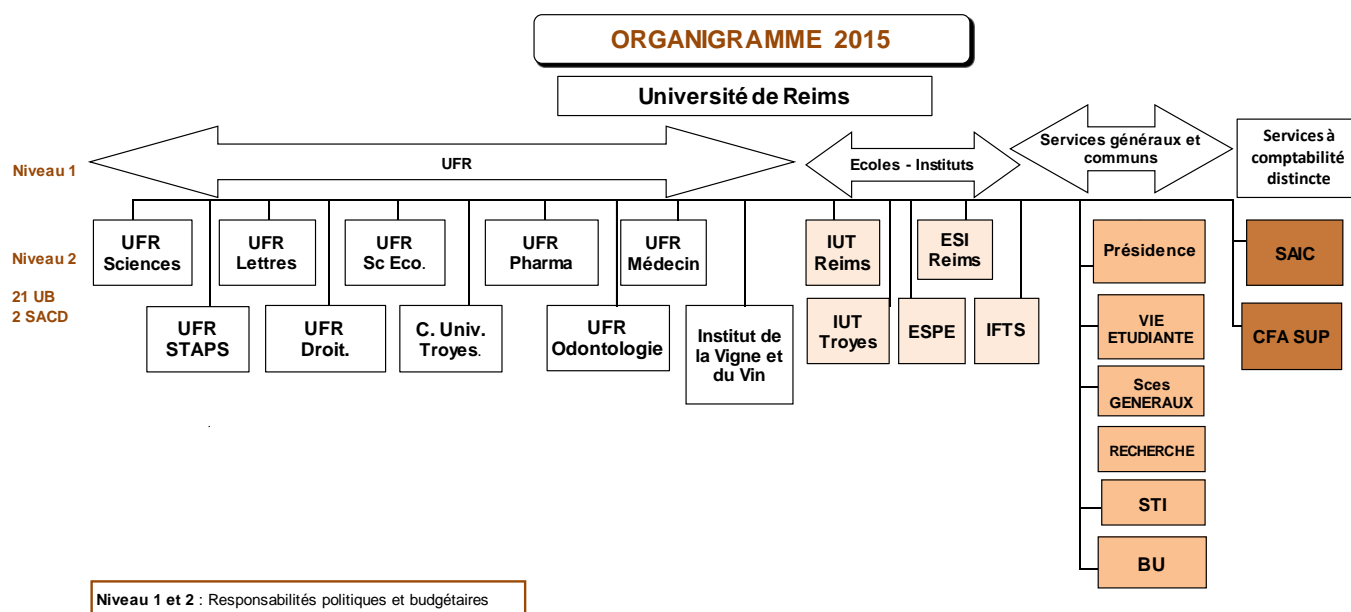 ORGANIGRAMME 2015
Université de Reims
Niveau 1
UFR
Ecoles - Instituts
Services généraux et
communs
Services à
comptabilité
distincte
Niveau 2
21 UB
2 SACD
UFR
Sciences
UFR
Lettres
UFR
Sc Eco.
UFR
Pharma
UFR
Médecin
IUT
Reims
ESI
Reims
Présidence
SAIC
UFR
STAPS
UFR
Droit.
C. Univ.
Troyes.
UFR
Odontologie
Institut de
la Vigne et
du Vin
IUT
Troyes
ESPE
IFTS
VIE
ETUDIANTE
CFA SUP
Sces
GENERAUX
RECHERCHE
STI
BU
Niveau 1 et 2 : Responsabilités politiques et budgétaires